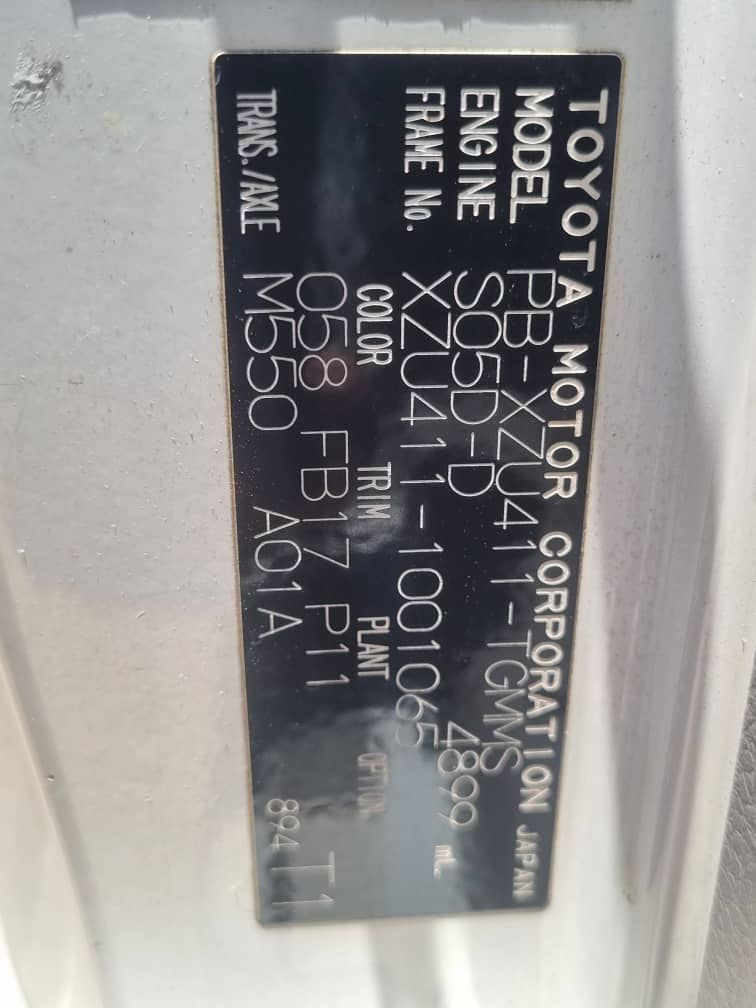 TOYOTA MOTOR CORPORATION JAPAN
MODEL PB-XZU411-TGMMS
ENGINE S05D-D 4899 mL
FRAME No. XZU411-1001065
COLOR TRIM PLANT OPTION
058 FB17 P11 T1
TRANS./AXLE M550 A01A 894